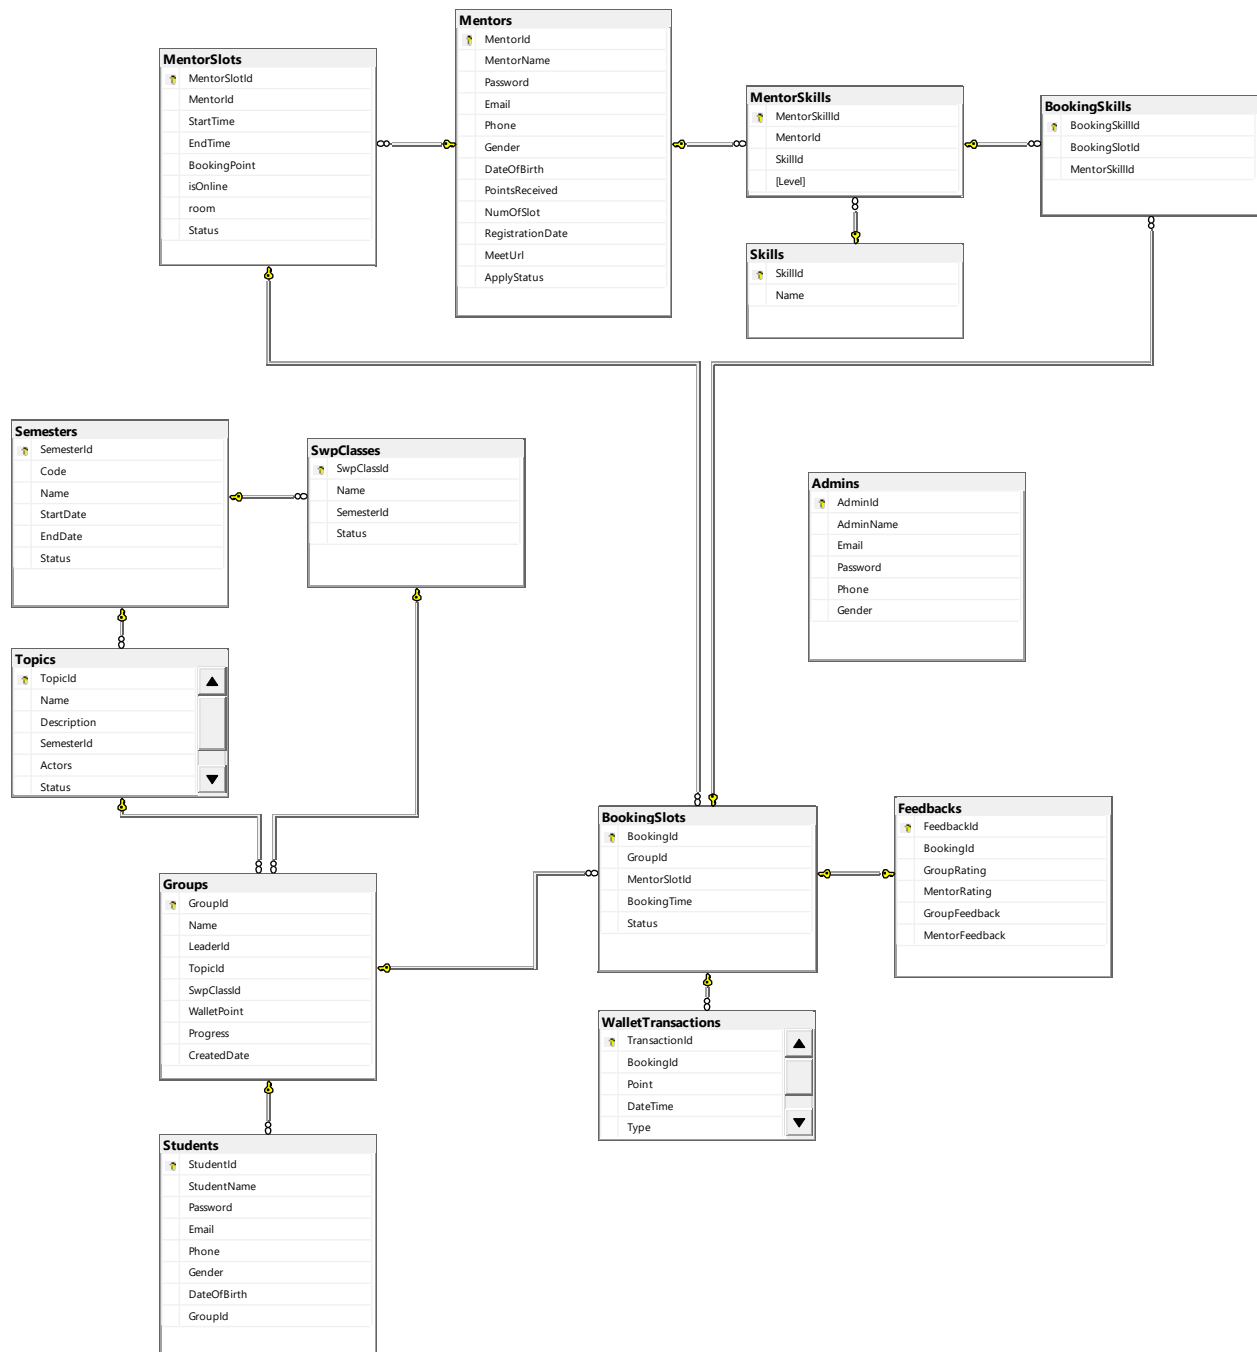 Mentors
MentorId
MentorName
Password
Email
Phone
Gender
DateOfBirth
PointsReceived
NumOfSlot
RegistrationDate
MeetUrl
ApplyStatus
MentorSlots
MentorSlotId
MentorId
StartTime
EndTime
BookingPoint
isOnline
room
Status
MentorSkills
MentorSkillId
MentorId
SkillId
[Level]
BookingSkills
BookingSkillId
BookingSlotId
MentorSkillId
Skills
SkillId
Name
Semesters
SemesterId
Code
Name
StartDate
EndDate
Status
SwpClasses
SwpClassId
Name
SemesterId
Status
Admins
AdminId
AdminName
Email
Password
Phone
Gender
Topics
TopicId
Name
Description
SemesterId
Actors
Status
BookingSlots
BookingId
GroupId
MentorSlotId
BookingTime
Status
Feedbacks
FeedbackId
BookingId
GroupRating
MentorRating
GroupFeedback
MentorFeedback
Groups
GroupId
Name
LeaderId
TopicId
SwpClassId
WalletPoint
Progress
CreatedDate
WalletTransactions
TransactionId
BookingId
Point
DateTime
Type
Students
StudentId
StudentName
Password
Email
Phone
Gender
DateOfBirth
GroupId